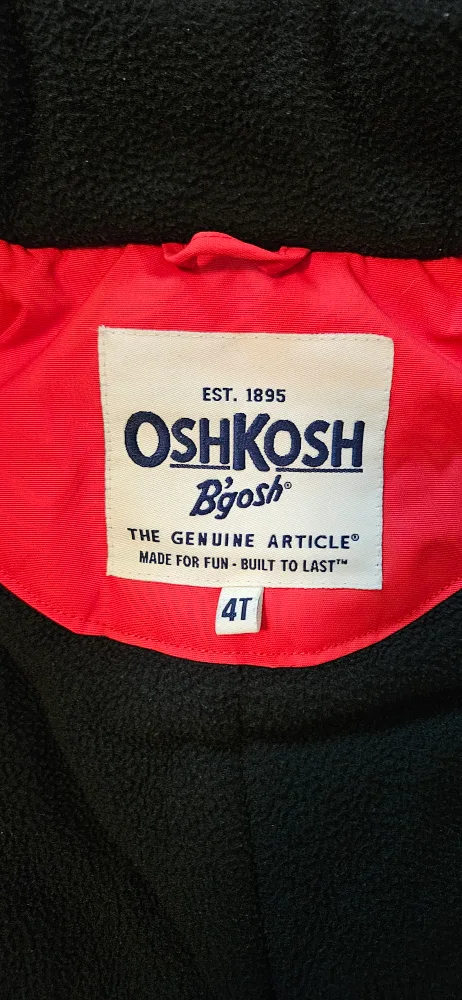 EST. 1895
OSHKOSH
B'gosh®
THE GENUINE ARTICLE®
MADE FOR FUN - BUILT TO LAST™
4T